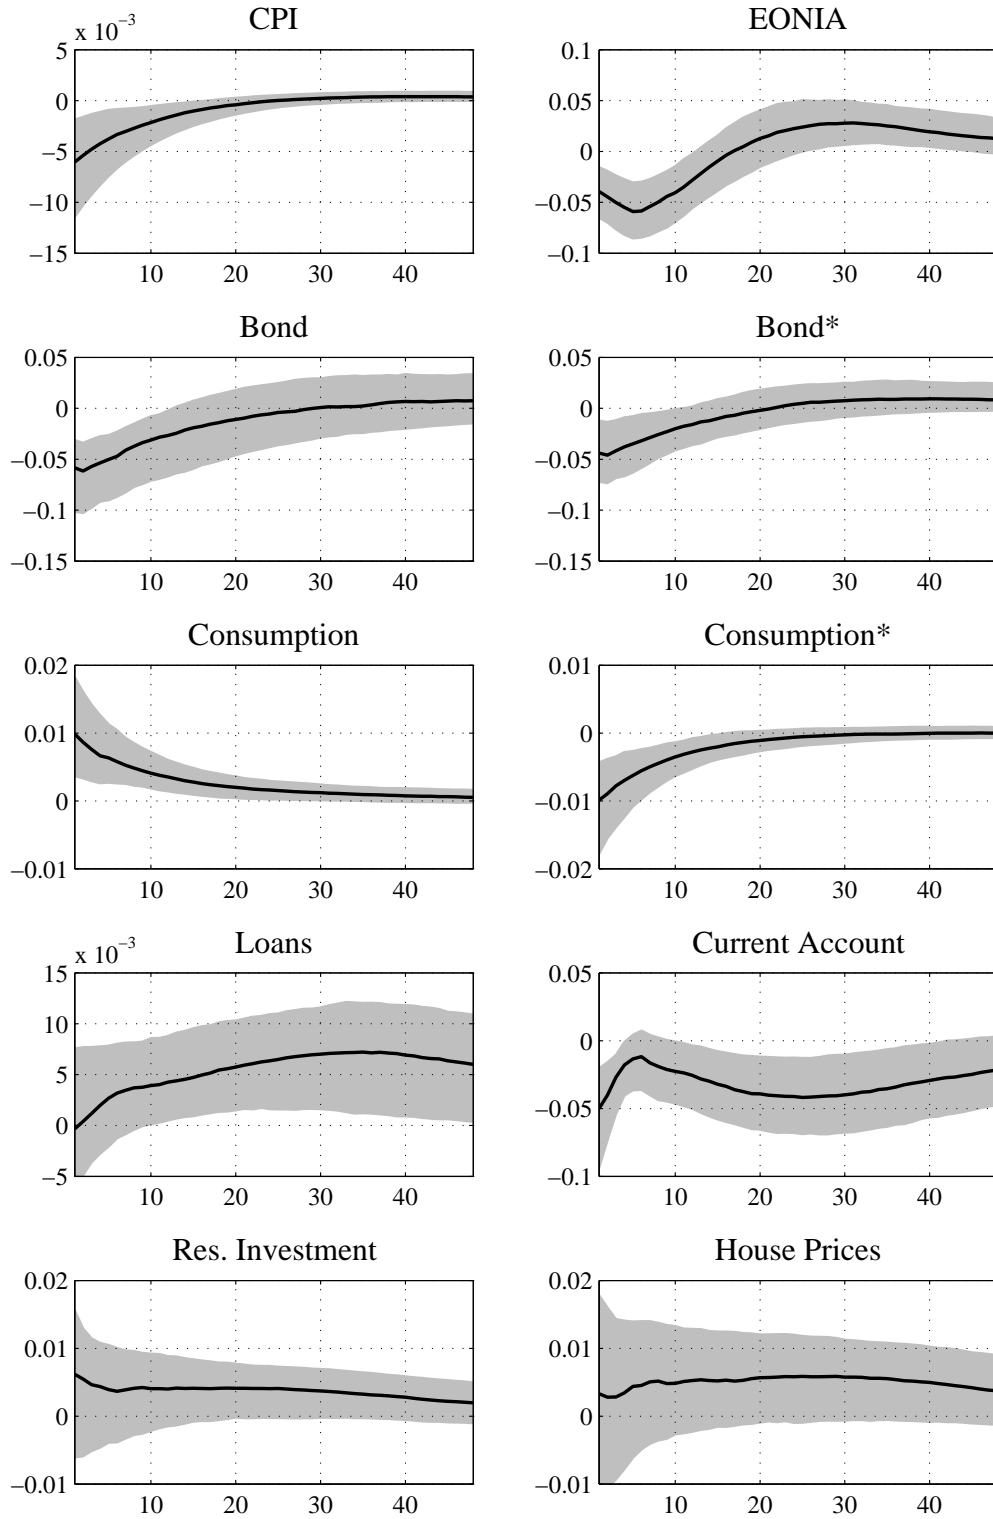 CPI
x 10⁻³
5
0
−5
−10
−15
10 20 30 40
EONIA
0.1
0.05
0
−0.05
−0.1
10 20 30 40
Bond
0.05
0
−0.05
−0.1
−0.15
10 20 30 40
Bond*
0.05
0
−0.05
−0.1
−0.15
10 20 30 40
Consumption
0.02
0.01
0
−0.01
10 20 30 40
Consumption*
0.01
0
−0.01
−0.02
10 20 30 40
Loans
x 10⁻³
15
10
5
0
−5
10 20 30 40
Current Account
0.05
0
−0.05
−0.1
10 20 30 40
Res. Investment
0.02
0.01
0
−0.01
10 20 30 40
House Prices
0.02
0.01
0
−0.01
10 20 30 40